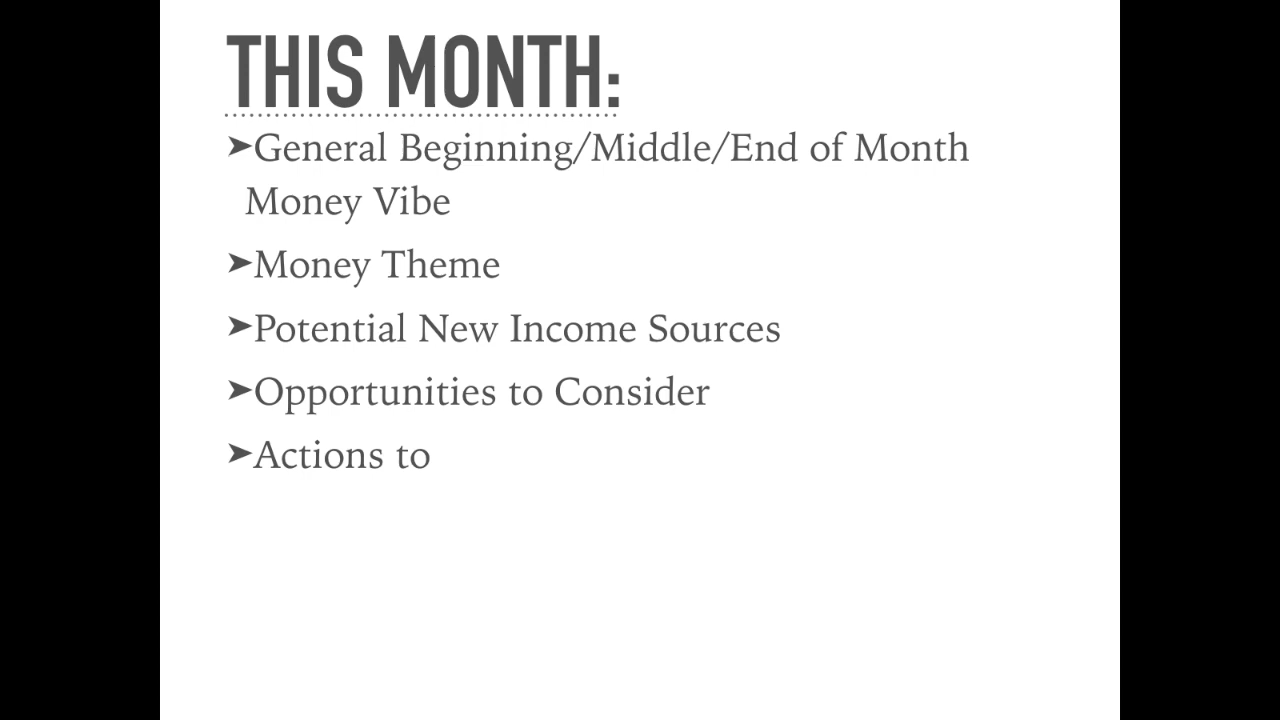 THIS MONTH:
➤General Beginning/Middle/End of Month
Money Vibe
➤Money Theme
➤Potential New Income Sources
➤Opportunities to Consider
➤Actions to